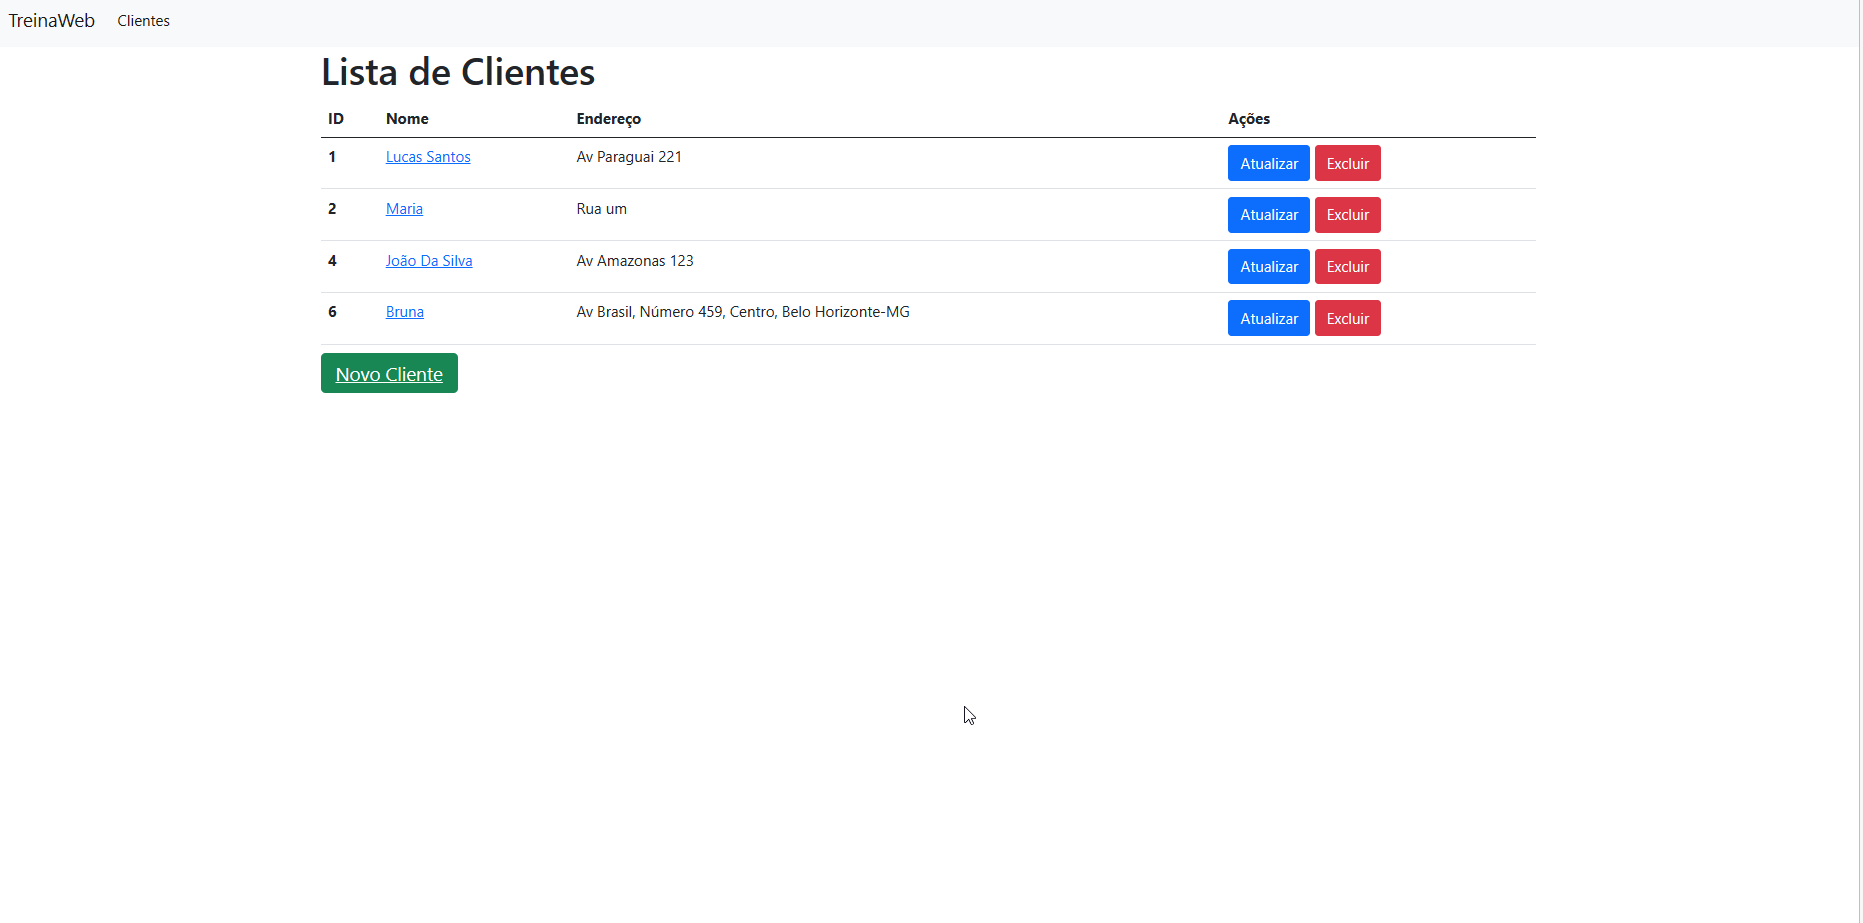 TreinaWeb Clientes
Lista de Clientes
ID Nome Endereço Ações
1 Lucas Santos Av Paraguai 221 Atualizar Excluir
2 Maria Rua um Atualizar Excluir
4 João Da Silva Av Amazonas 123 Atualizar Excluir
6 Bruna Av Brasil, Número 459, Centro, Belo Horizonte-MG Atualizar Excluir
Novo Cliente